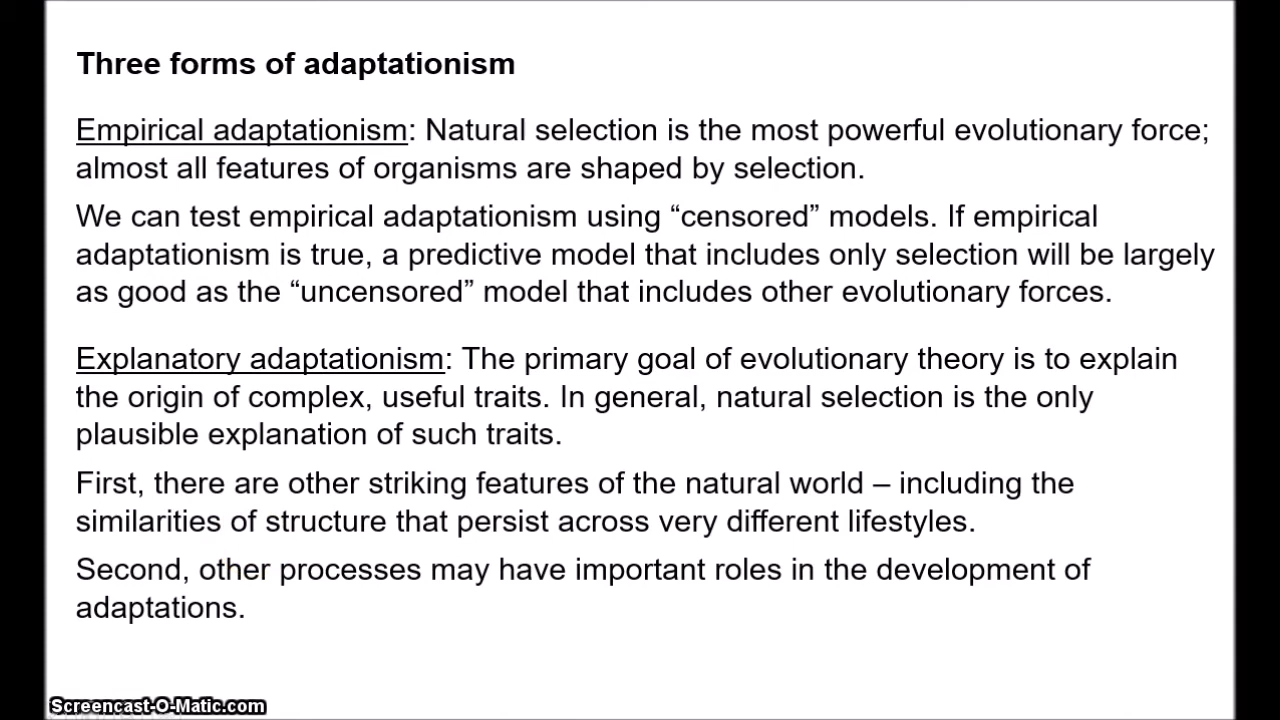 Three forms of adaptationism
Empirical adaptationism: Natural selection is the most powerful evolutionary force;
almost all features of organisms are shaped by selection.
We can test empirical adaptationism using “censored” models. If empirical
adaptationism is true, a predictive model that includes only selection will be largely
as good as the “uncensored” model that includes other evolutionary forces.
Explanatory adaptationism: The primary goal of evolutionary theory is to explain
the origin of complex, useful traits. In general, natural selection is the only
plausible explanation of such traits.
First, there are other striking features of the natural world – including the
similarities of structure that persist across very different lifestyles.
Second, other processes may have important roles in the development of
adaptations.
Screencast-O-Matic.com